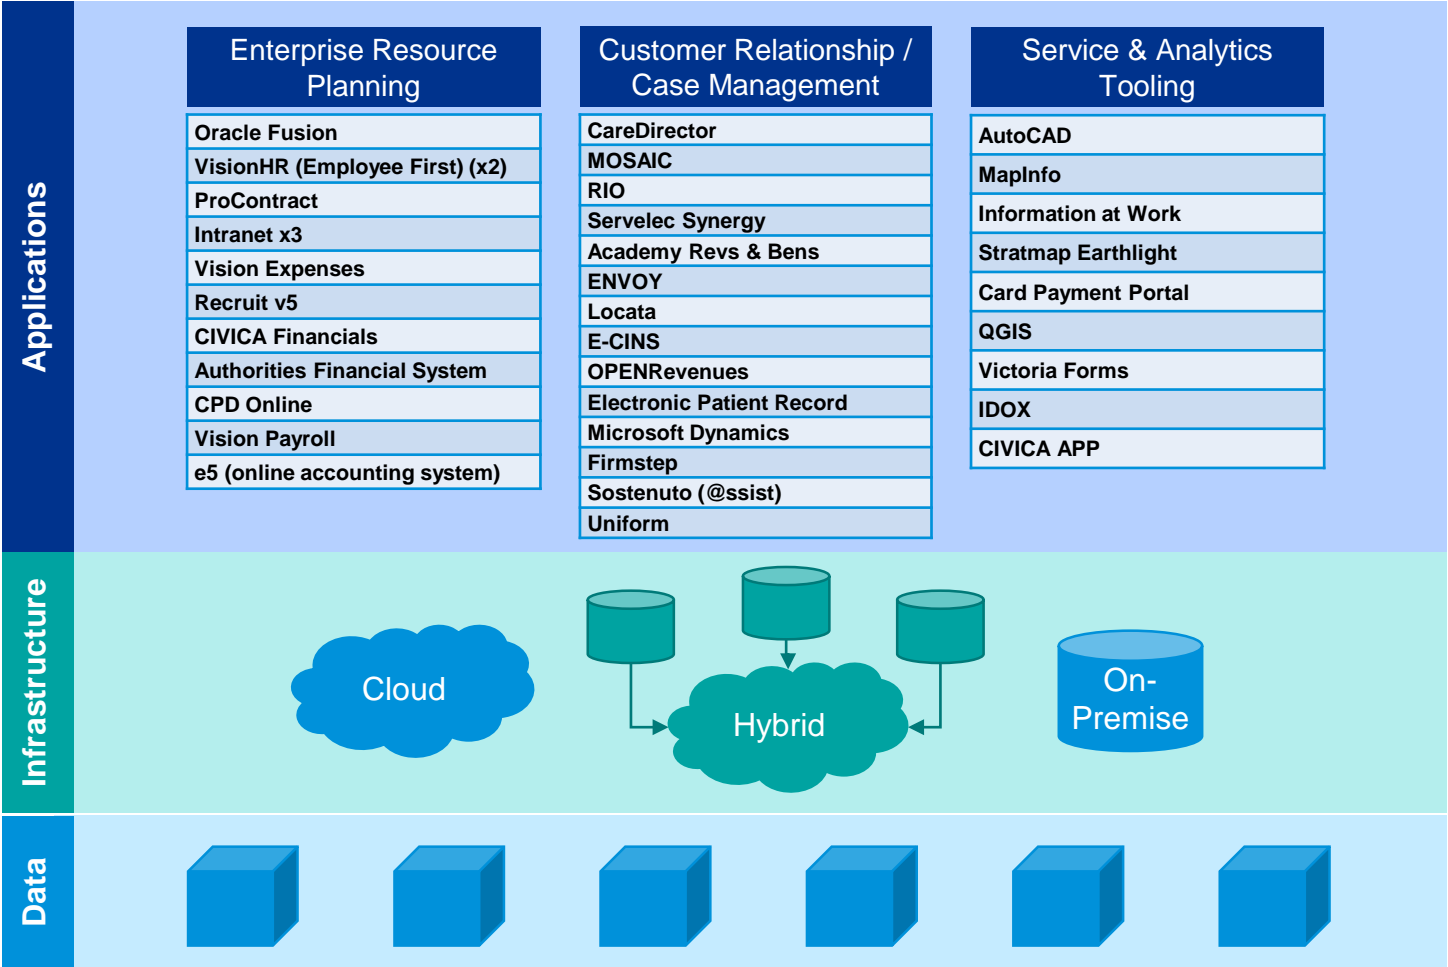 Applications
Enterprise Resource
Planning
Oracle Fusion
VisionHR (Employee First) (x2)
ProContract
Intranet x3
Vision Expenses
Recruit v5
CIVICA Financials
Authorities Financial System
CPD Online
Vision Payroll
e5 (online accounting system)
Customer Relationship /
Case Management
CareDirector
MOSAIC
RIO
Servelec Synergy
Academy Revs & Bens
ENVOY
Locata
E-CINS
OPENRevenues
Electronic Patient Record
Microsoft Dynamics
Firmstep
Sostenuto (@ssist)
Uniform
Service & Analytics
Tooling
AutoCAD
MapInfo
Information at Work
Stratmap Earthlight
Card Payment Portal
QGIS
Victoria Forms
IDOX
CIVICA APP
Infrastructure
Cloud
Hybrid
On-
Premise
Data